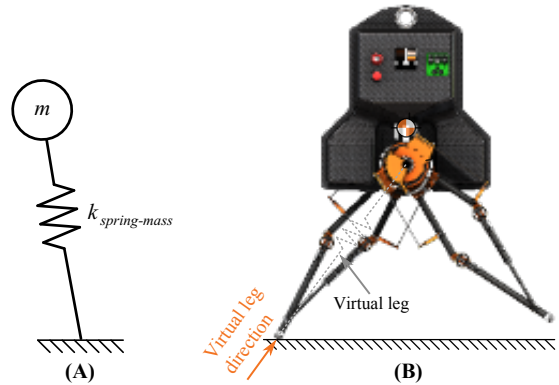 m
k spring-mass
(A)
Virtual leg
Virtual leg
direction
(B)